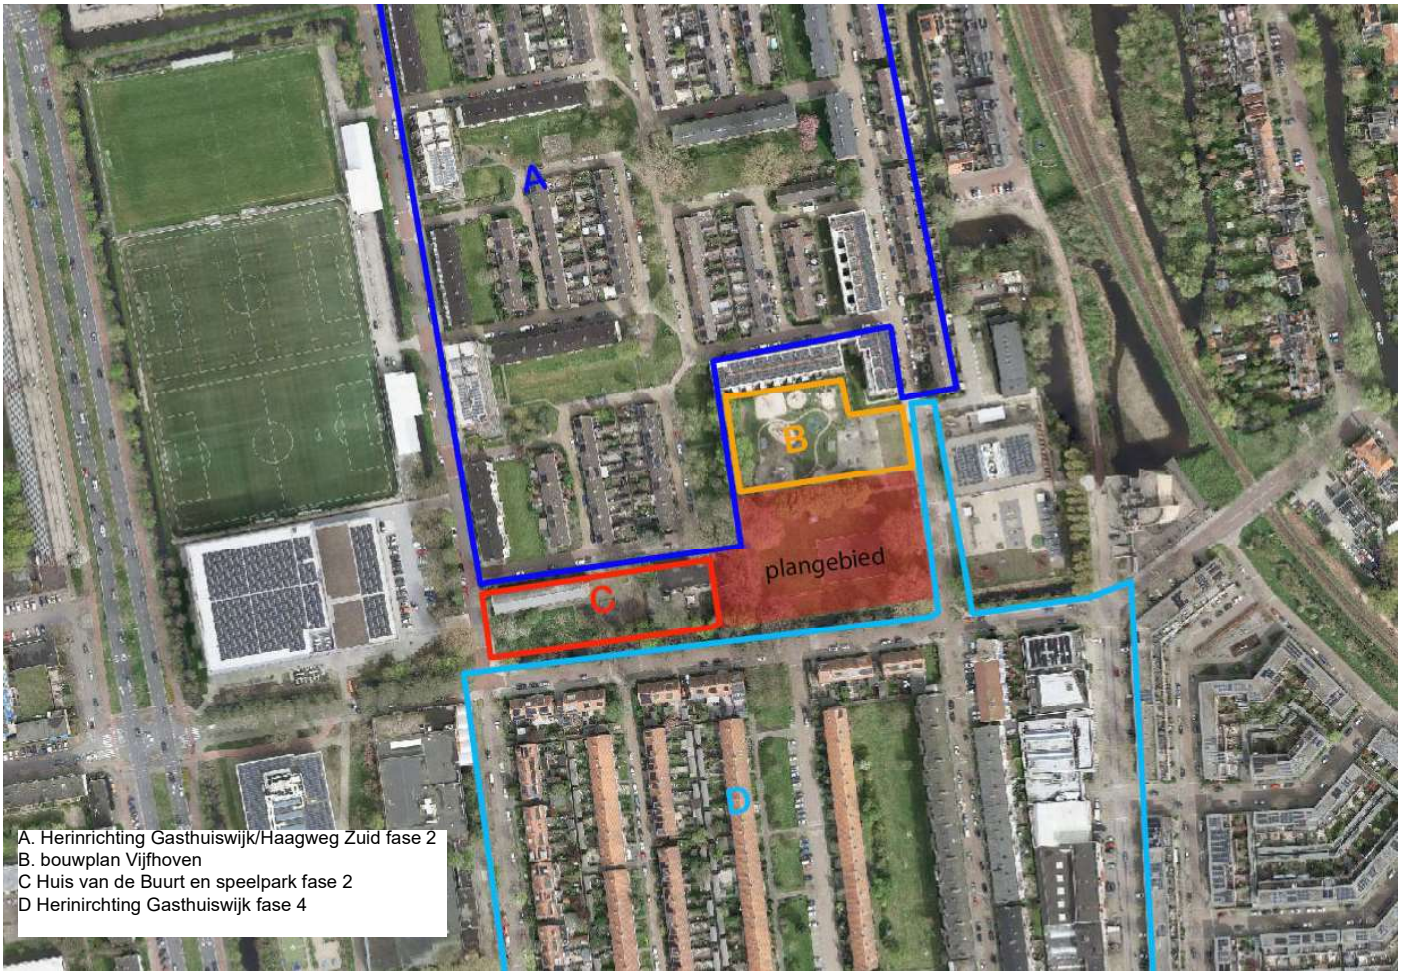 A
B
plangebied
C
D
A. Herinrichting Gasthuiswijk/Haagweg Zuid fase 2
B. bouwplan Vijfhoven
C Huis van de Buurt en speelpark fase 2
D Herinirchting Gasthuiswijk fase 4